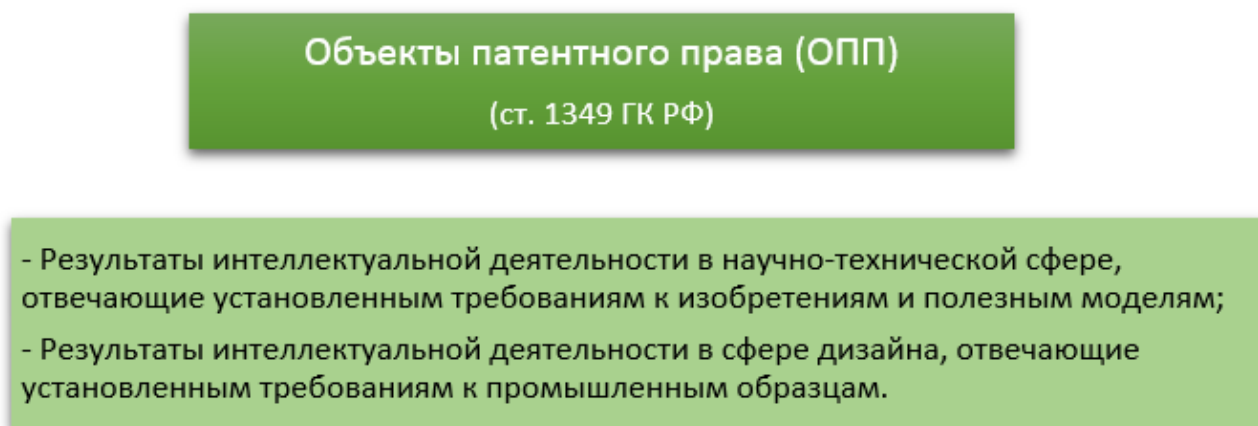 Объекты патентного права (ОПП)
(ст. 1349 ГК РФ)
- Результаты интеллектуальной деятельности в научно-технической сфере,
отвечающие установленным требованиям к изобретениям и полезным моделям;
- Результаты интеллектуальной деятельности в сфере дизайна, отвечающие
установленным требованиям к промышленным образцам.